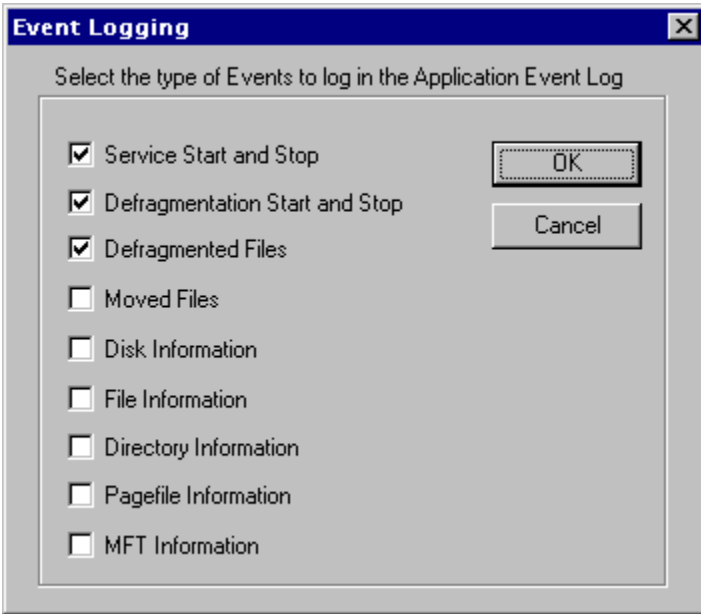 Event Logging
Select the type of Events to log in the Application Event Log
Service Start and Stop
OK
Defragmentation Start and Stop
Cancel
Defragmented Files
Moved Files
Disk Information
File Information
Directory Information
Pagefile Information
MFT Information